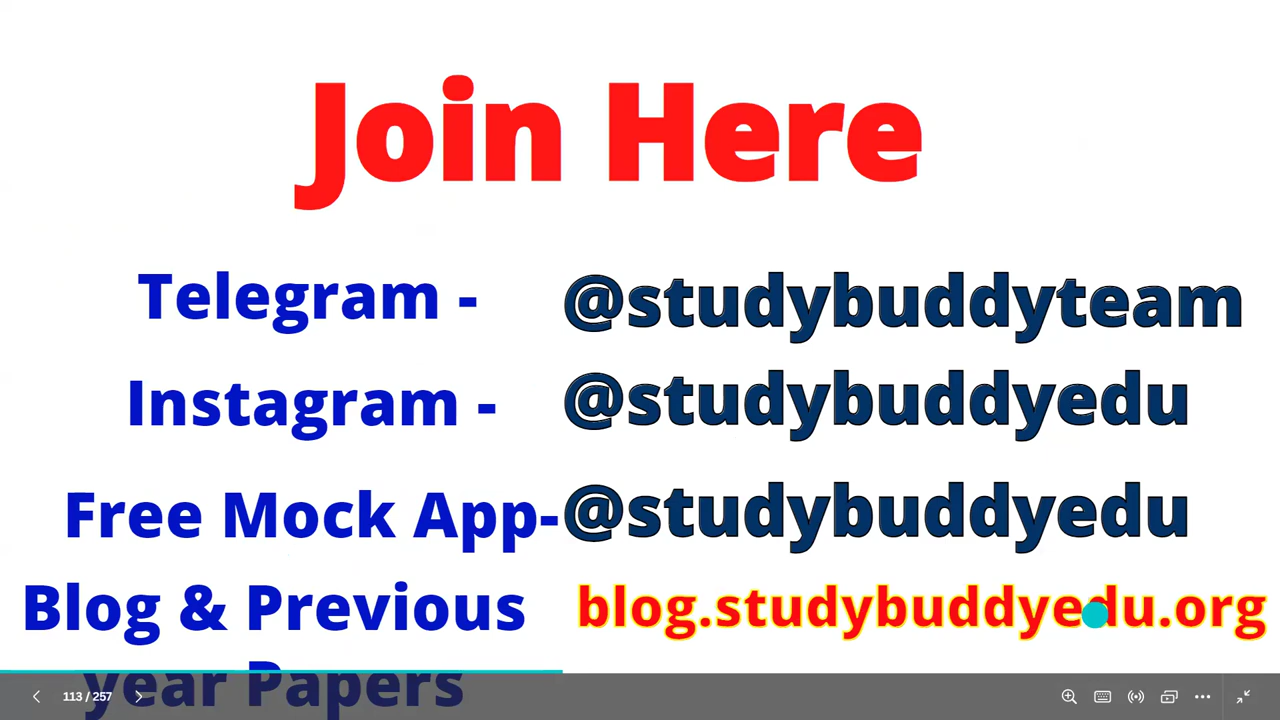 Join Here
Telegram - @studybuddyteam
Instagram - @studybuddyedu
Free Mock App- @studybuddyedu
Blog & Previous blog.studybuddyedu.org
year Papers
113 / 257